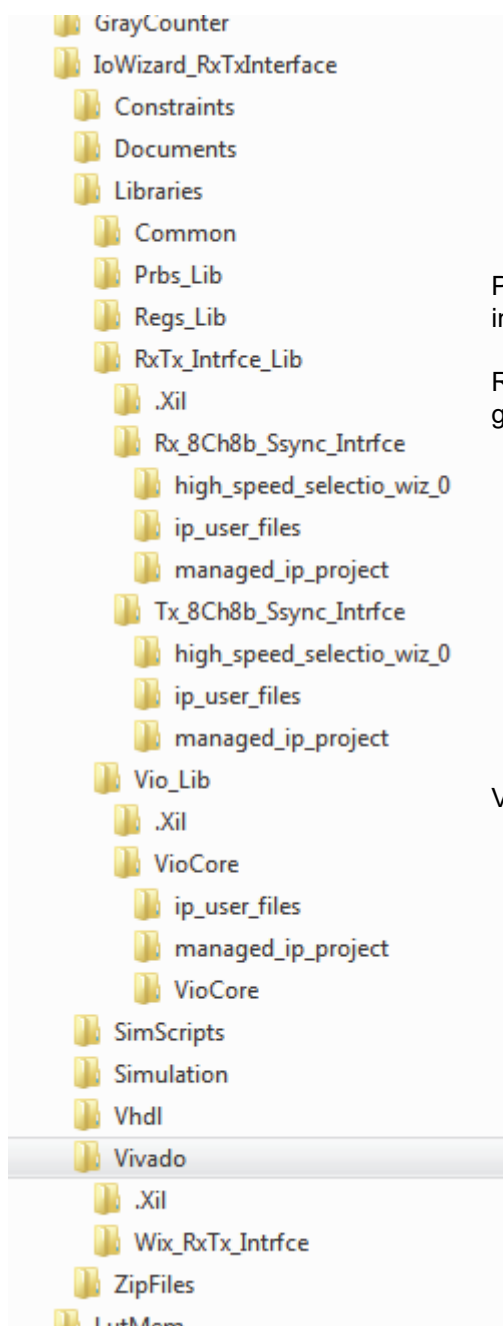 GrayCounter
IoWizard_RxTxInterface
Constraints
Documents
Libraries
Common
Prbs_Lib
Regs_Lib
RxTx_Intrfce_Lib
.Xil
Rx_8Ch8b_Ssync_Intrfce
high_speed_selectio_wiz_0
ip_user_files
managed_ip_project
Tx_8Ch8b_Ssync_Intrfce
high_speed_selectio_wiz_0
ip_user_files
managed_ip_project
Vio_Lib
.Xil
VioCore
ip_user_files
managed_ip_project
VioCore
SimScripts
Simulation
Vhdl
Vivado
.Xil
Wix_RxTx_Intrfce
ZipFiles
LutMem